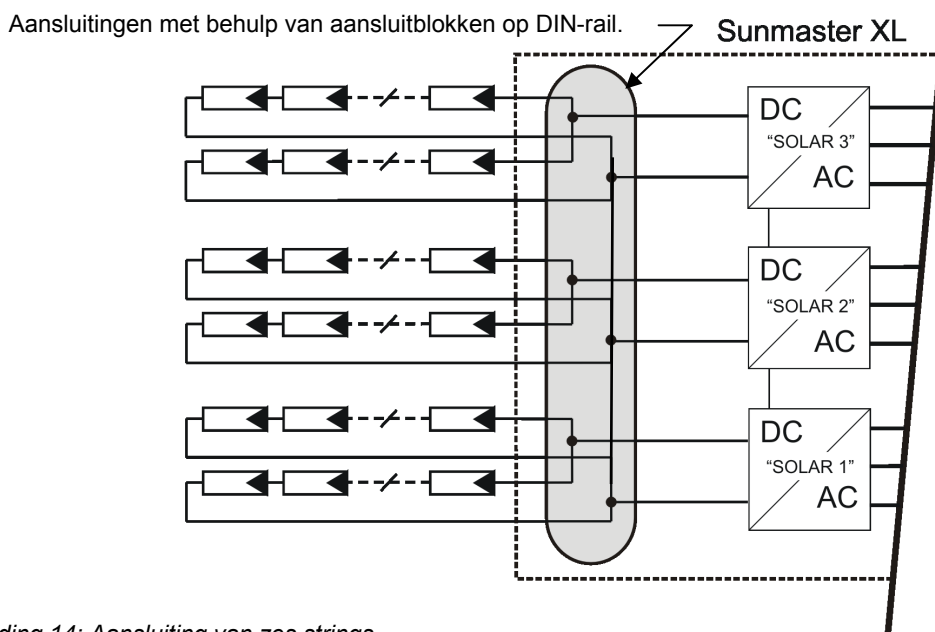 Aansluitingen met behulp van aansluitblokken op DIN-rail.
Sunmaster XL
DC
“SOLAR 3”
AC
DC
“SOLAR 2”
AC
DC
“SOLAR 1”
AC
ding 14: Aansluiting van zes strings